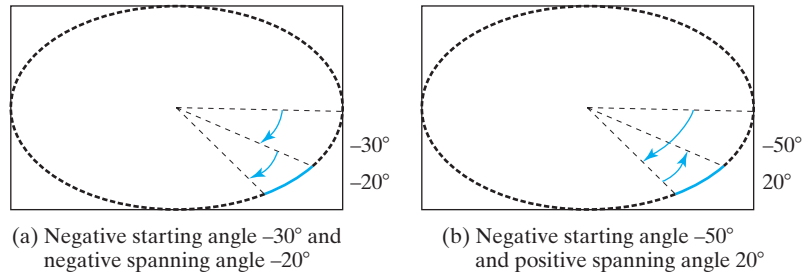 –30°
–20°
(a) Negative starting angle –30° and
negative spanning angle –20°
–50°
20°
(b) Negative starting angle –50°
and positive spanning angle 20°